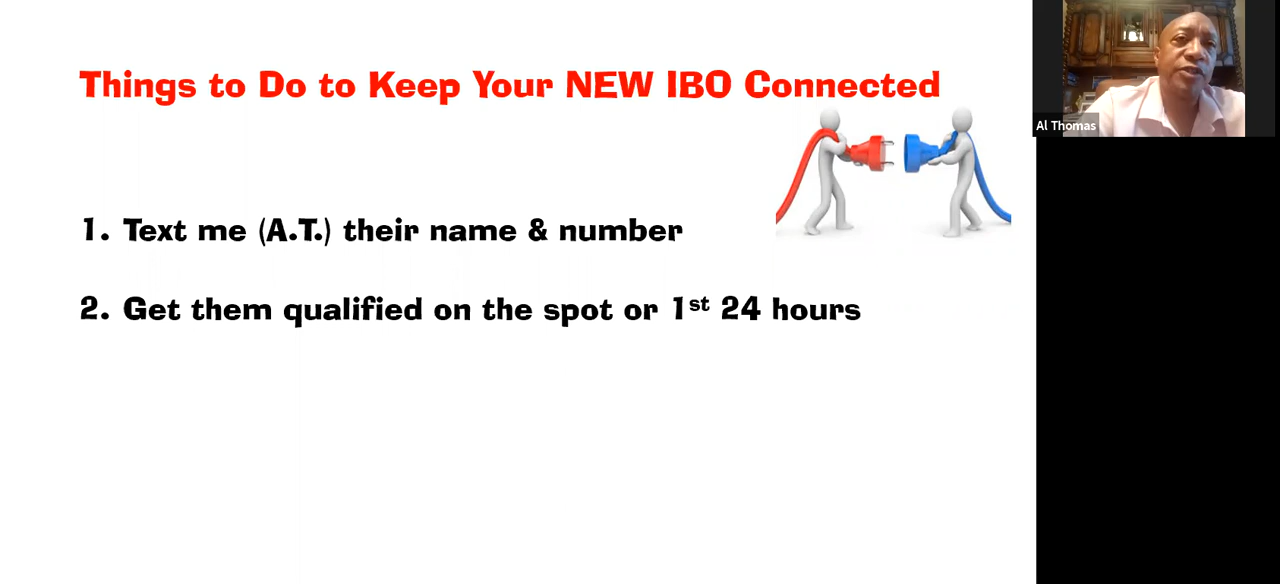 Things to Do to Keep Your NEW IBO Connected
Al Thomas
1. Text me (A.T.) their name & number
2. Get them qualified on the spot or 1st 24 hours